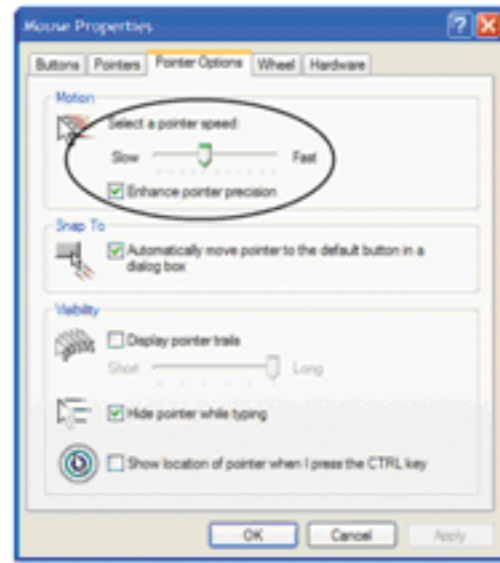 Mouse Properties
Buttons Pointers Pointer Options Wheel Hardware
Motion
Select a pointer speed:
Slow Fast
Enhance pointer precision
Snap To
Automatically move pointer to the default button in a
dialog box
Visibility
Display pointer trails
Short Long
Hide pointer while typing
Show location of pointer when I press the CTRL key
OK Cancel Apply